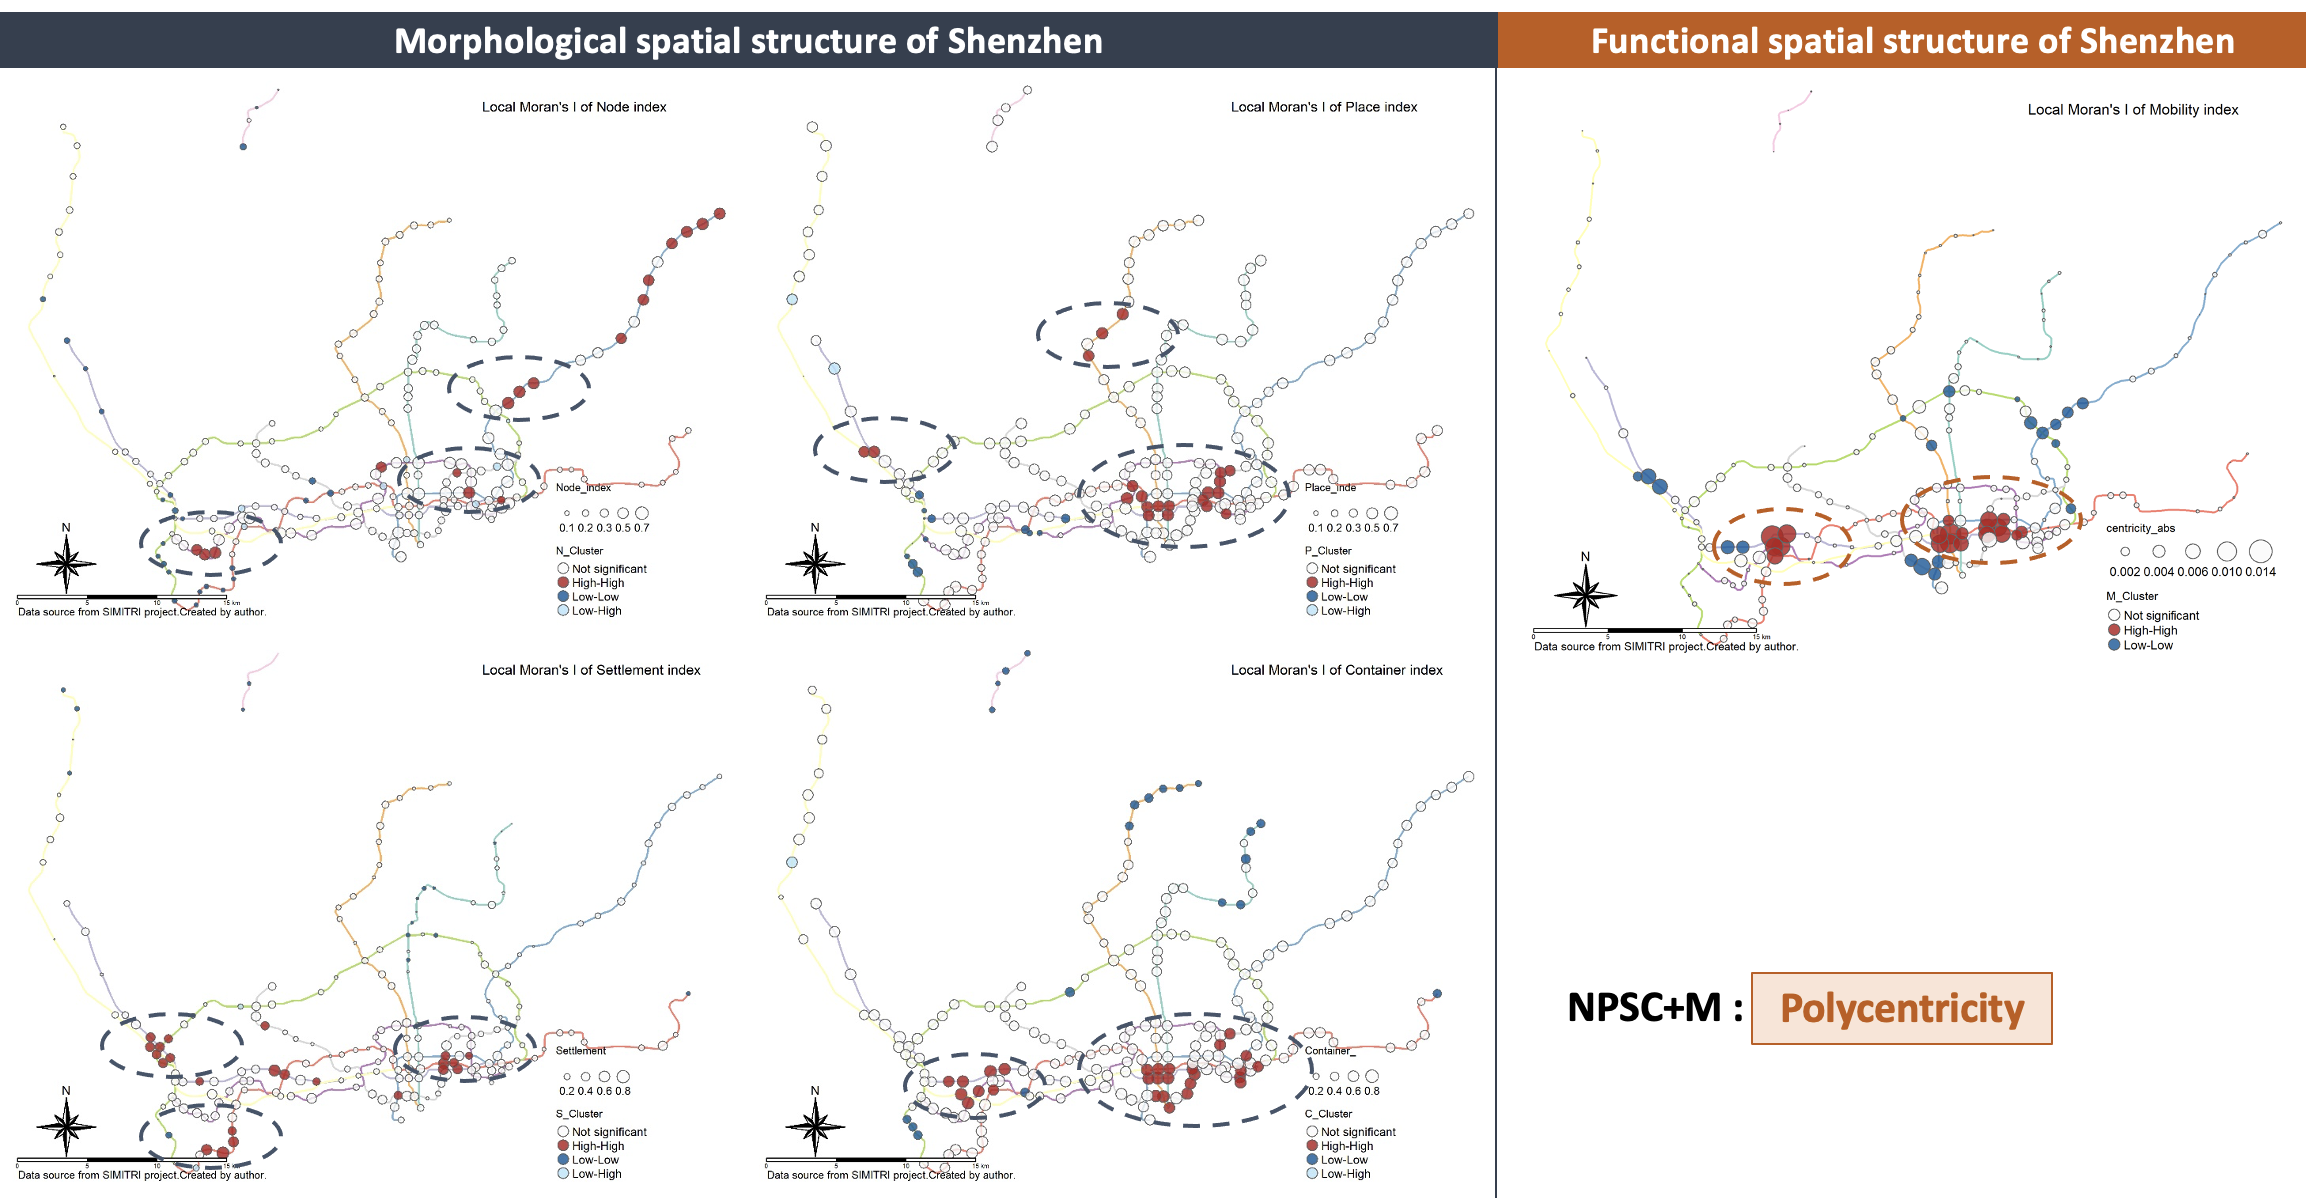 Morphological spatial structure of Shenzhen
Functional spatial structure of Shenzhen
Local Moran's I of Node index
N
Node_index
0.1 0.2 0.3 0.5 0.7
N_Cluster
Not significant
High-High
Low-Low
Low-High
0 5 10 15 km
Data source from SIMITRI project.Created by author.
Local Moran's I of Place index
N
Place_inde
0.1 0.2 0.3 0.5 0.7
P_Cluster
Not significant
High-High
Low-Low
Low-High
0 5 10 15 km
Data source from SIMITRI project.Created by author.
Local Moran's I of Mobility index
N
centricity_abs
0.002 0.004 0.006 0.010 0.014
M_Cluster
Not significant
High-High
Low-Low
0 5 10 15 km
Data source from SIMITRI project.Created by author.
Local Moran's I of Settlement index
N
Settlement
0.2 0.4 0.6 0.8
S_Cluster
Not significant
High-High
Low-Low
Low-High
0 5 10 15 km
Data source from SIMITRI project.Created by author.
Local Moran's I of Container index
N
Container_
0.2 0.4 0.6 0.8
C_Cluster
Not significant
High-High
Low-Low
Low-High
0 5 10 15 km
Data source from SIMITRI project.Created by author.
NPSC+M : Polycentricity